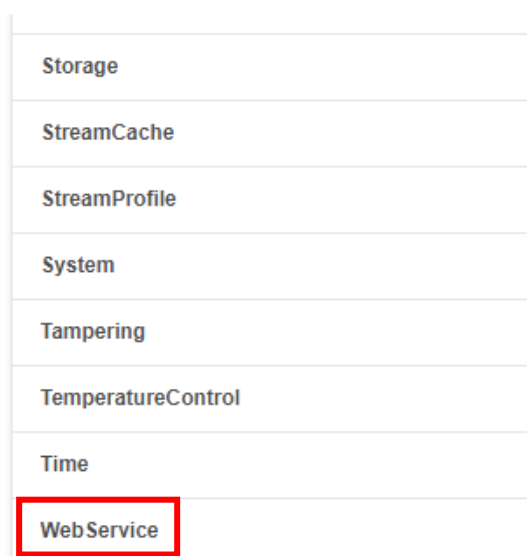 Storage
StreamCache
StreamProfile
System
Tampering
TemperatureControl
Time
WebService